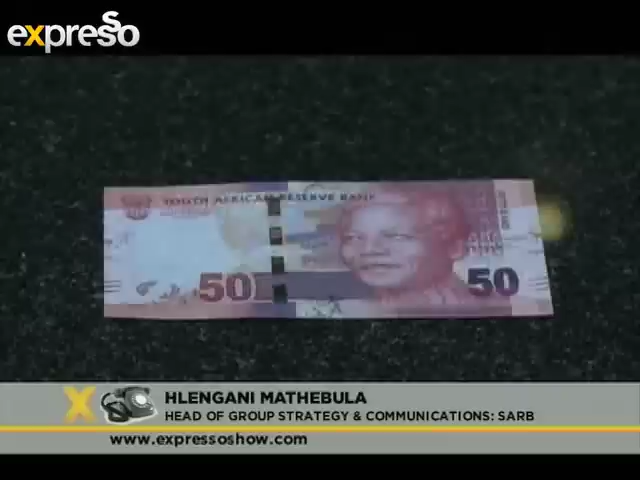 expresso
SOUTH AFRICAN RESERVE BANK
50
50
HLENGANI MATHEBULA
HEAD OF GROUP STRATEGY & COMMUNICATIONS: SARB
www.expressoshow.com